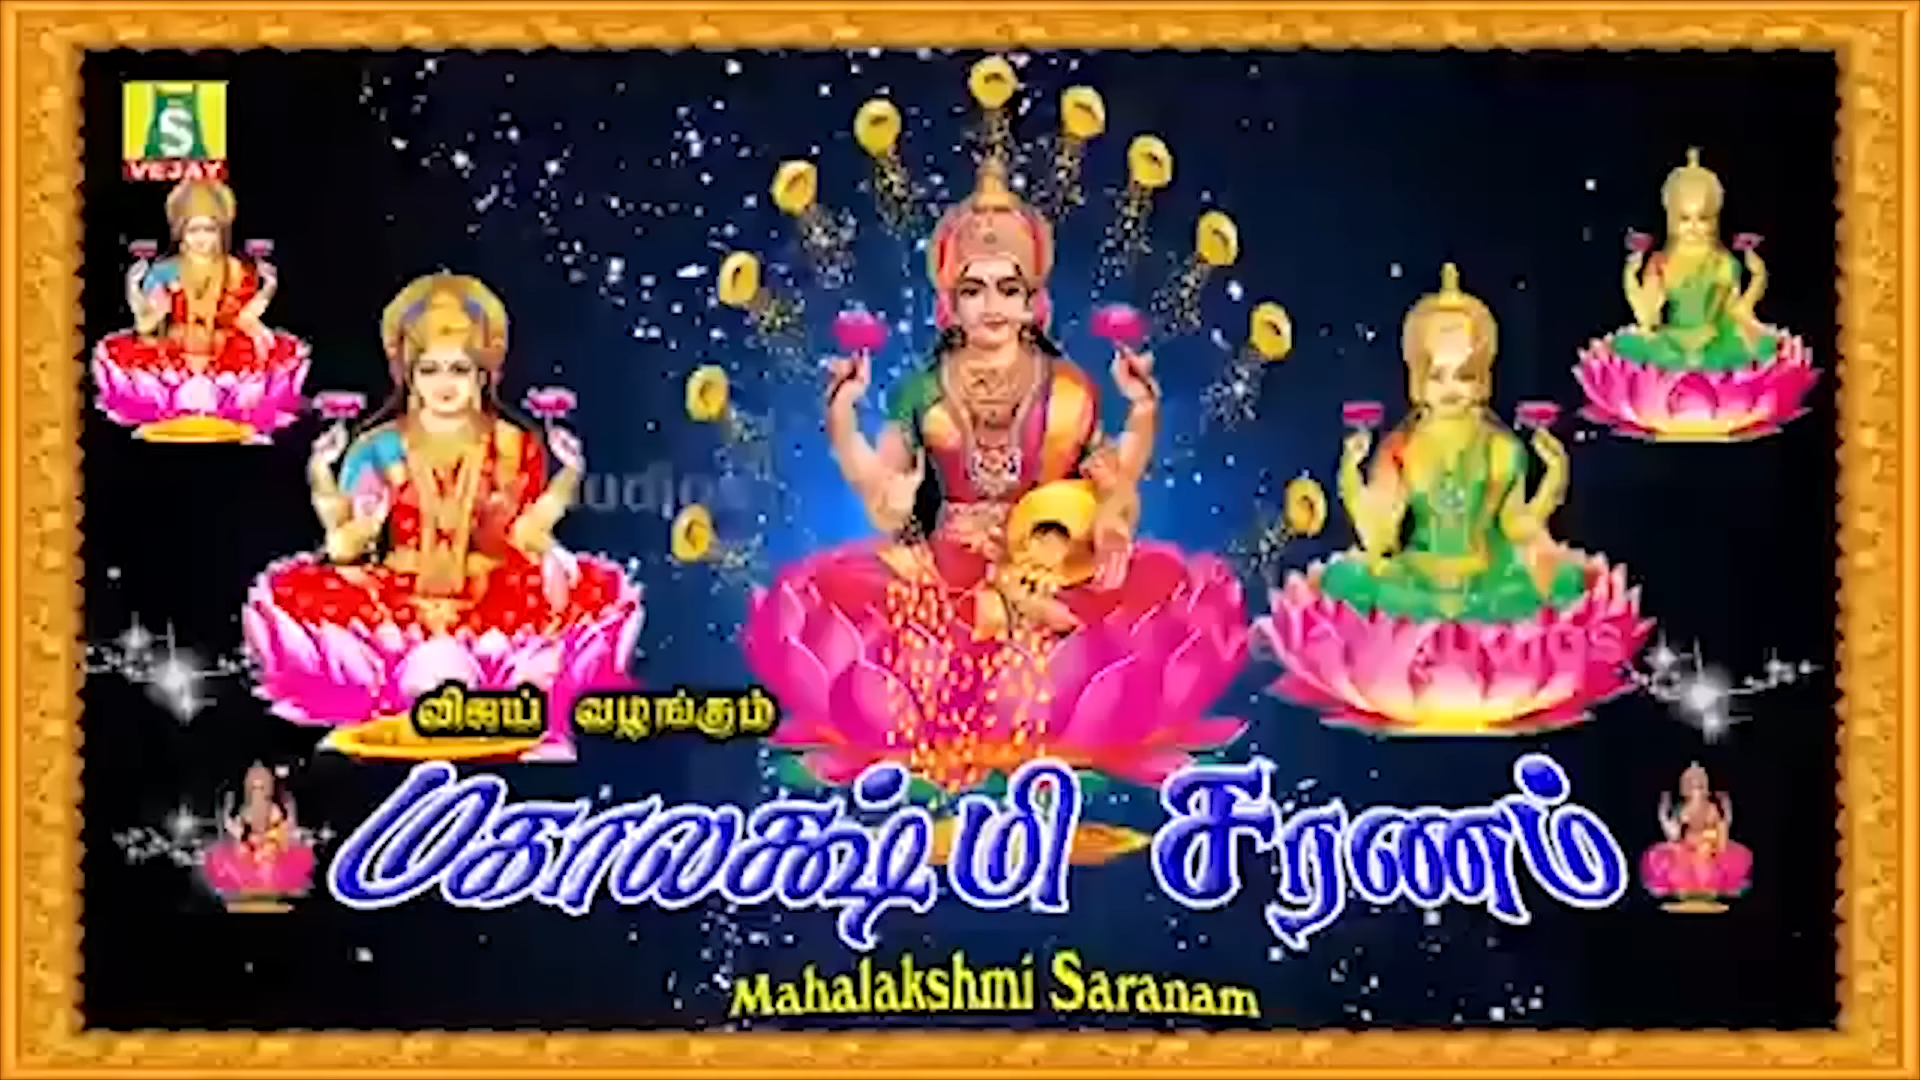 S
VEJAY
விஜய் வழங்கும்
மகாலக்ஷ்மி சரணம்
Mahalakshmi Saranam